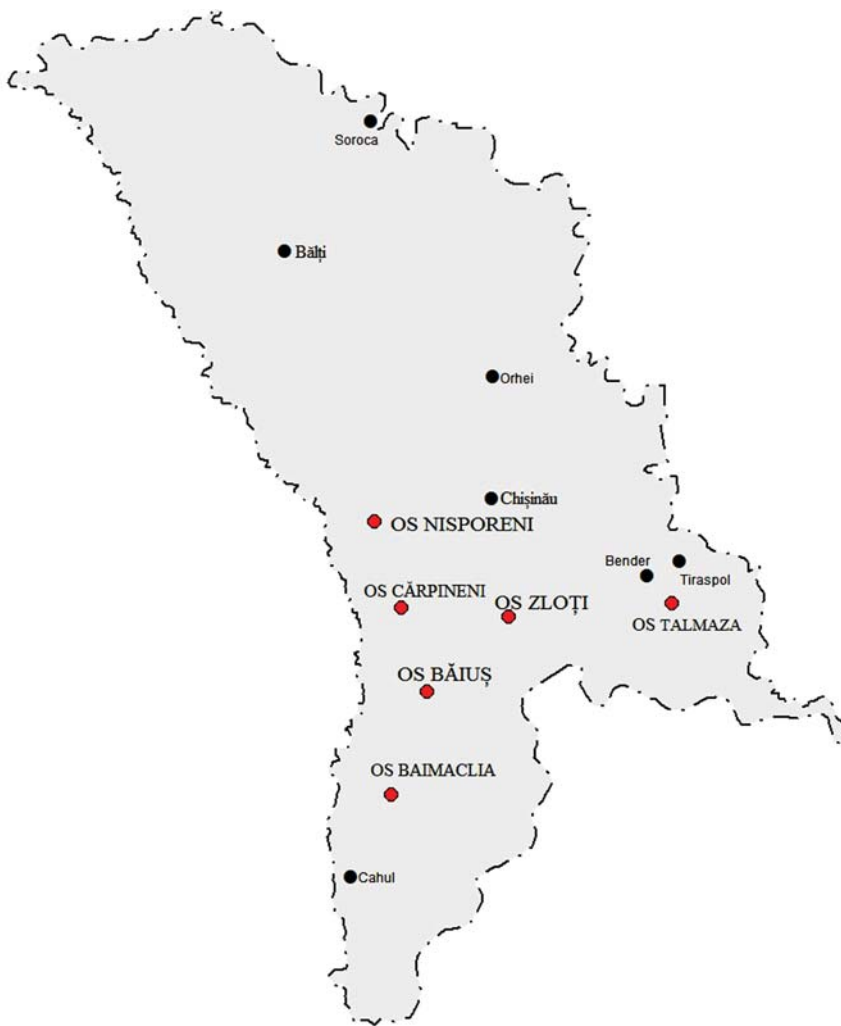 Soroca
Bălți
Orhei
Chișinău
OS NISPORENI
Bender
Tiraspol
OS CĂRPINENI
OS ZLOȚI
OS TALMAZA
OS BĂIUȘ
OS BAIMACLIA
Cahul